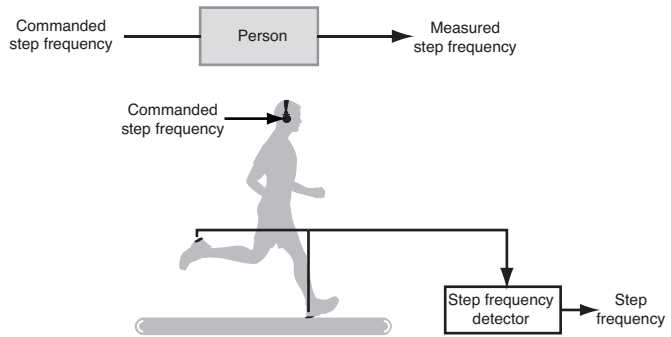 Commanded
step frequency
Person
Measured
step frequency
Commanded
step frequency
Step frequency
detector
Step
frequency